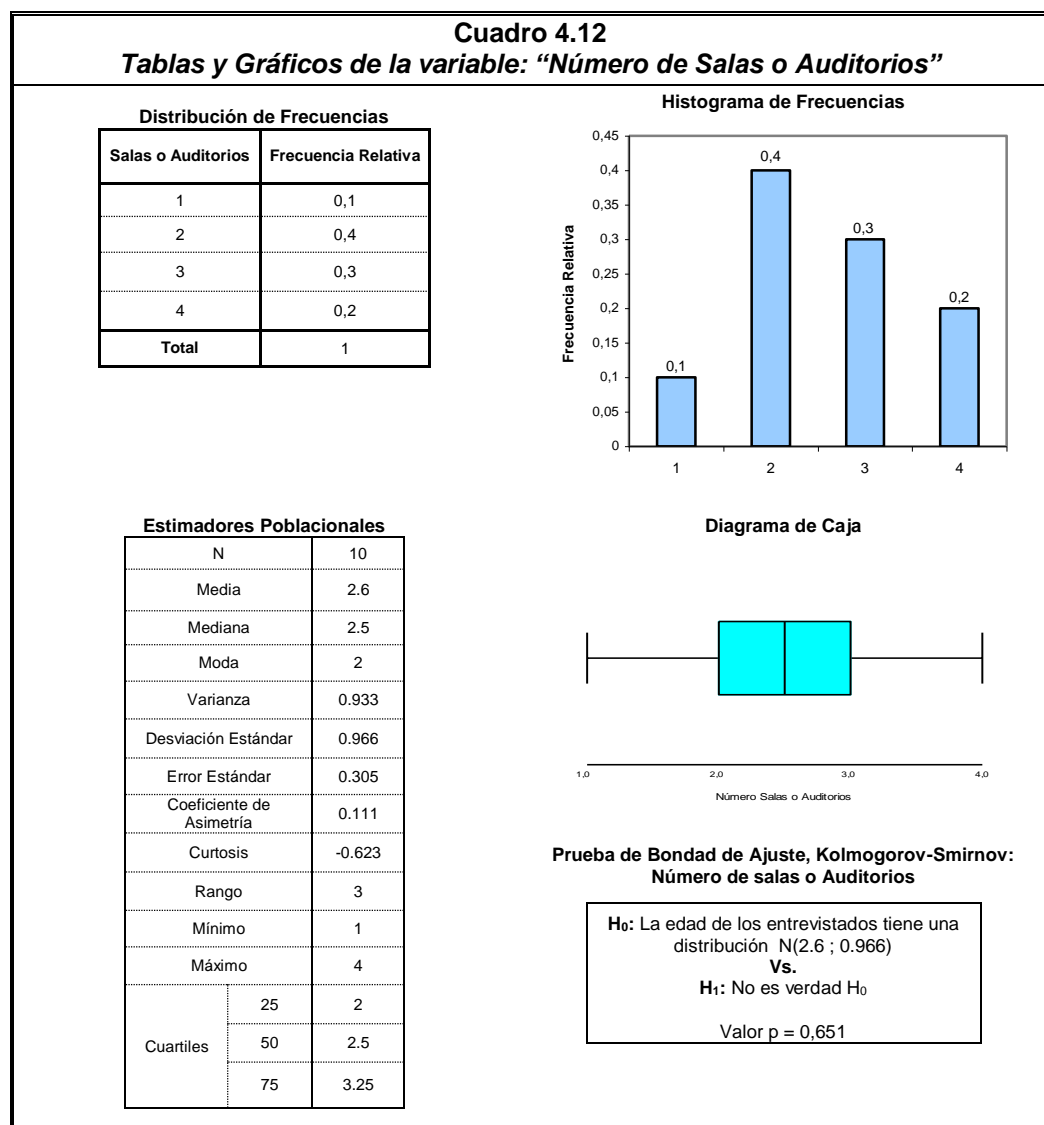 Cuadro 4.12
Tablas y Gráficos de la variable: “Número de Salas o Auditorios”
Distribución de Frecuencias
Salas o Auditorios Frecuencia Relativa
1 0,1
2 0,4
3 0,3
4 0,2
Total 1
Histograma de Frecuencias
Frecuencia Relativa
0,45
0,4
0,35
0,3
0,25
0,2
0,15
0,1
0,05
0
0,1
0,4
0,3
0,2
1 2 3 4
Estimadores Poblacionales
N 10
Media 2.6
Mediana 2.5
Moda 2
Varianza 0.933
Desviación Estándar 0.966
Error Estándar 0.305
Coeficiente de
Asimetría 0.111
Curtosis -0.623
Rango 3
Mínimo 1
Máximo 4
Cuartiles
25 2
50 2.5
75 3.25
Diagrama de Caja
1,0 2,0 3,0 4,0
Número Salas o Auditorios
Prueba de Bondad de Ajuste, Kolmogorov-Smirnov:
Número de salas o Auditorios
H₀: La edad de los entrevistados tiene una
distribución N(2.6 ; 0.966)
Vs.
H₁: No es verdad H₀
Valor p = 0,651